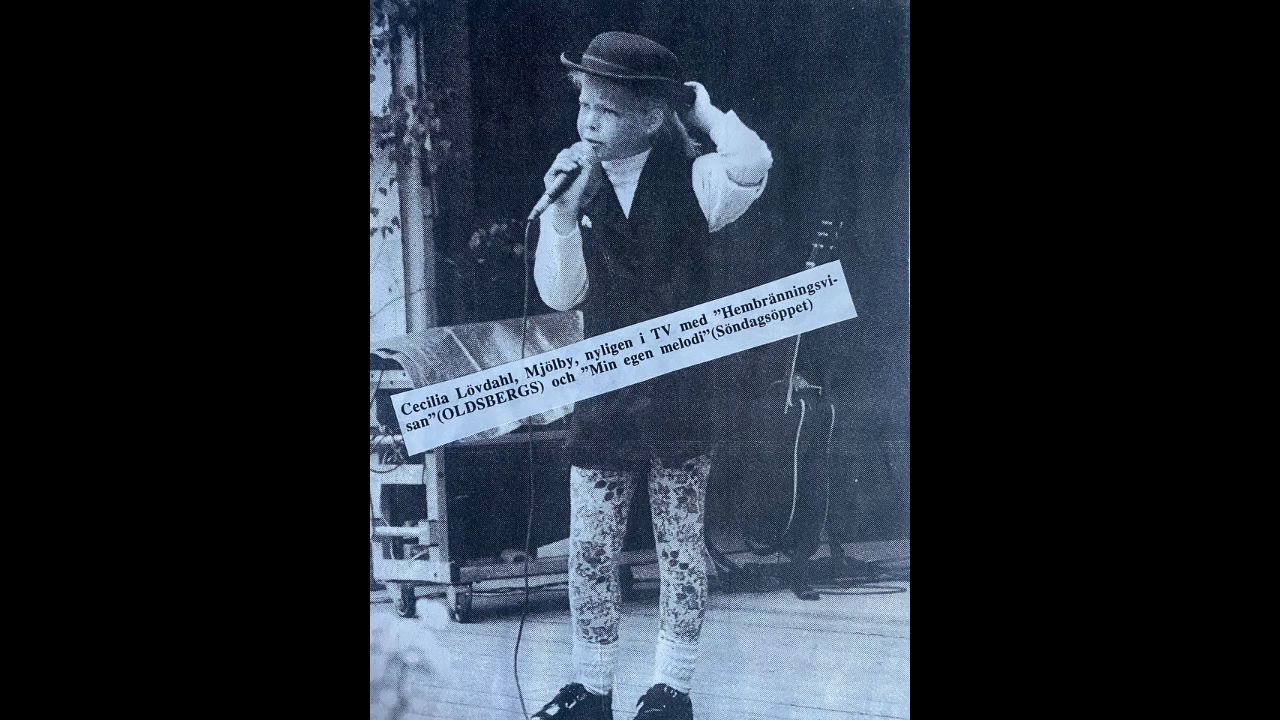 Cecilia Lövdahl, Mjölby, nyligen i TV med ”Hembränningsvi-
san”(OLDSBERGS) och ”Min egen melodi”(Söndagsöppet)